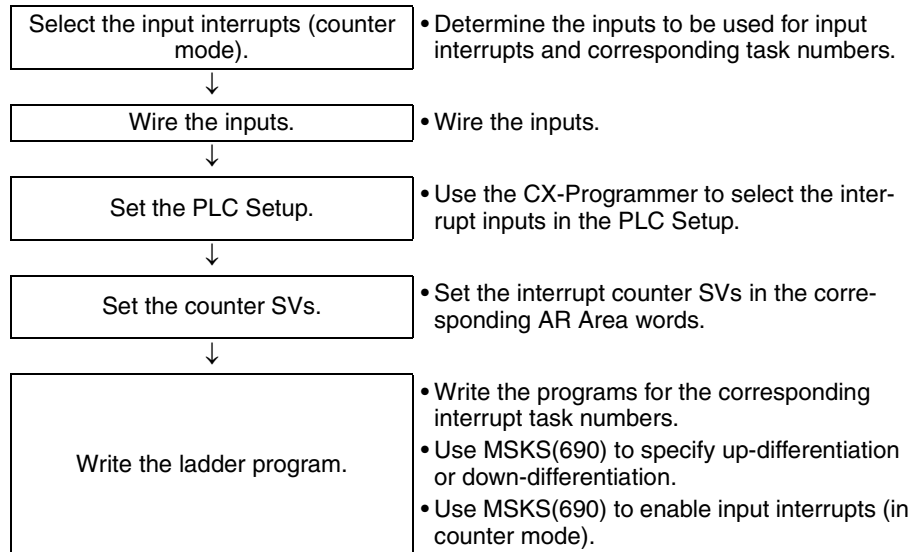 Select the input interrupts (counter
mode).
• Determine the inputs to be used for input
interrupts and corresponding task numbers.
↓
Wire the inputs.
• Wire the inputs.
↓
Set the PLC Setup.
• Use the CX-Programmer to select the inter-
rupt inputs in the PLC Setup.
↓
Set the counter SVs.
• Set the interrupt counter SVs in the corre-
sponding AR Area words.
↓
Write the ladder program.
• Write the programs for the corresponding
interrupt task numbers.
• Use MSKS(690) to specify up-differentiation
or down-differentiation.
• Use MSKS(690) to enable input interrupts (in
counter mode).